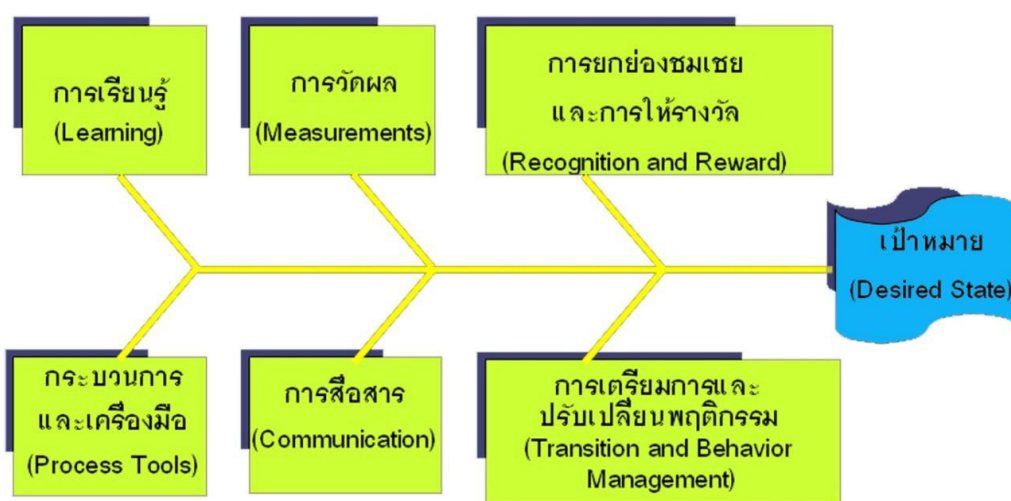 การเรียนรู้
(Learning)
การวัดผล
(Measurements)
การยกย่องชมเชย
และการให้รางวัล
(Recognition and Reward)
เป้าหมาย
(Desired State)
กระบวนการ
และเครื่องมือ
(Process Tools)
การสื่อสาร
(Communication)
การเตรียมการและ
ปรับเปลี่ยนพฤติกรรม
(Transition and Behavior
Management)